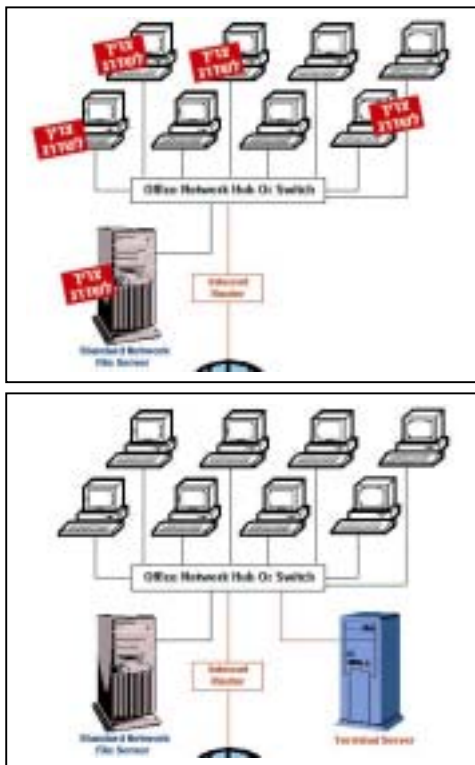 צריך
לשדרג
צריך
לשדרג
צריך
לשדרג
צריך
לשדרג
Office Network Hub Or Switch
צריך
לשדרג
Internet
Router
Standard Network
File Server
Office Network Hub Or Switch
Internet
Router
Standard Network
File Server
Terminal Server